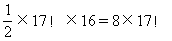 1/2 × 17! × 16 = 8 × 17!